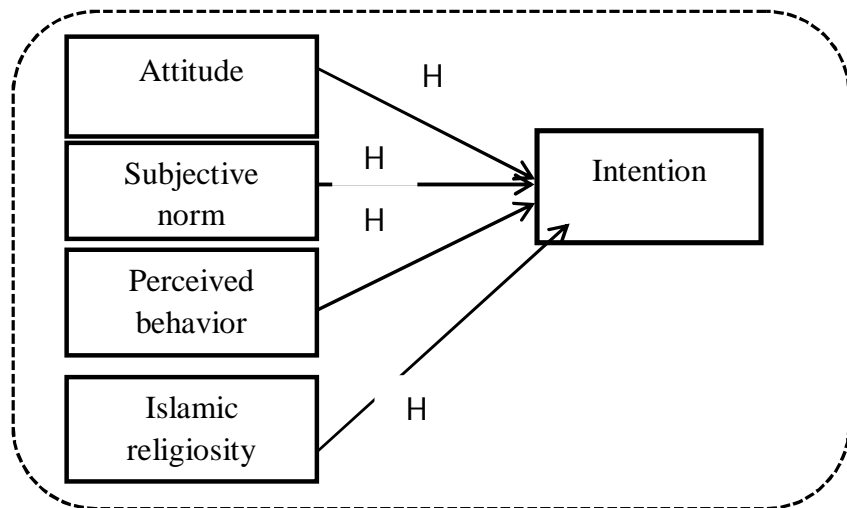 Attitude
H
Subjective
norm
H
H
Perceived
behavior
Islamic
religiosity
H
Intention